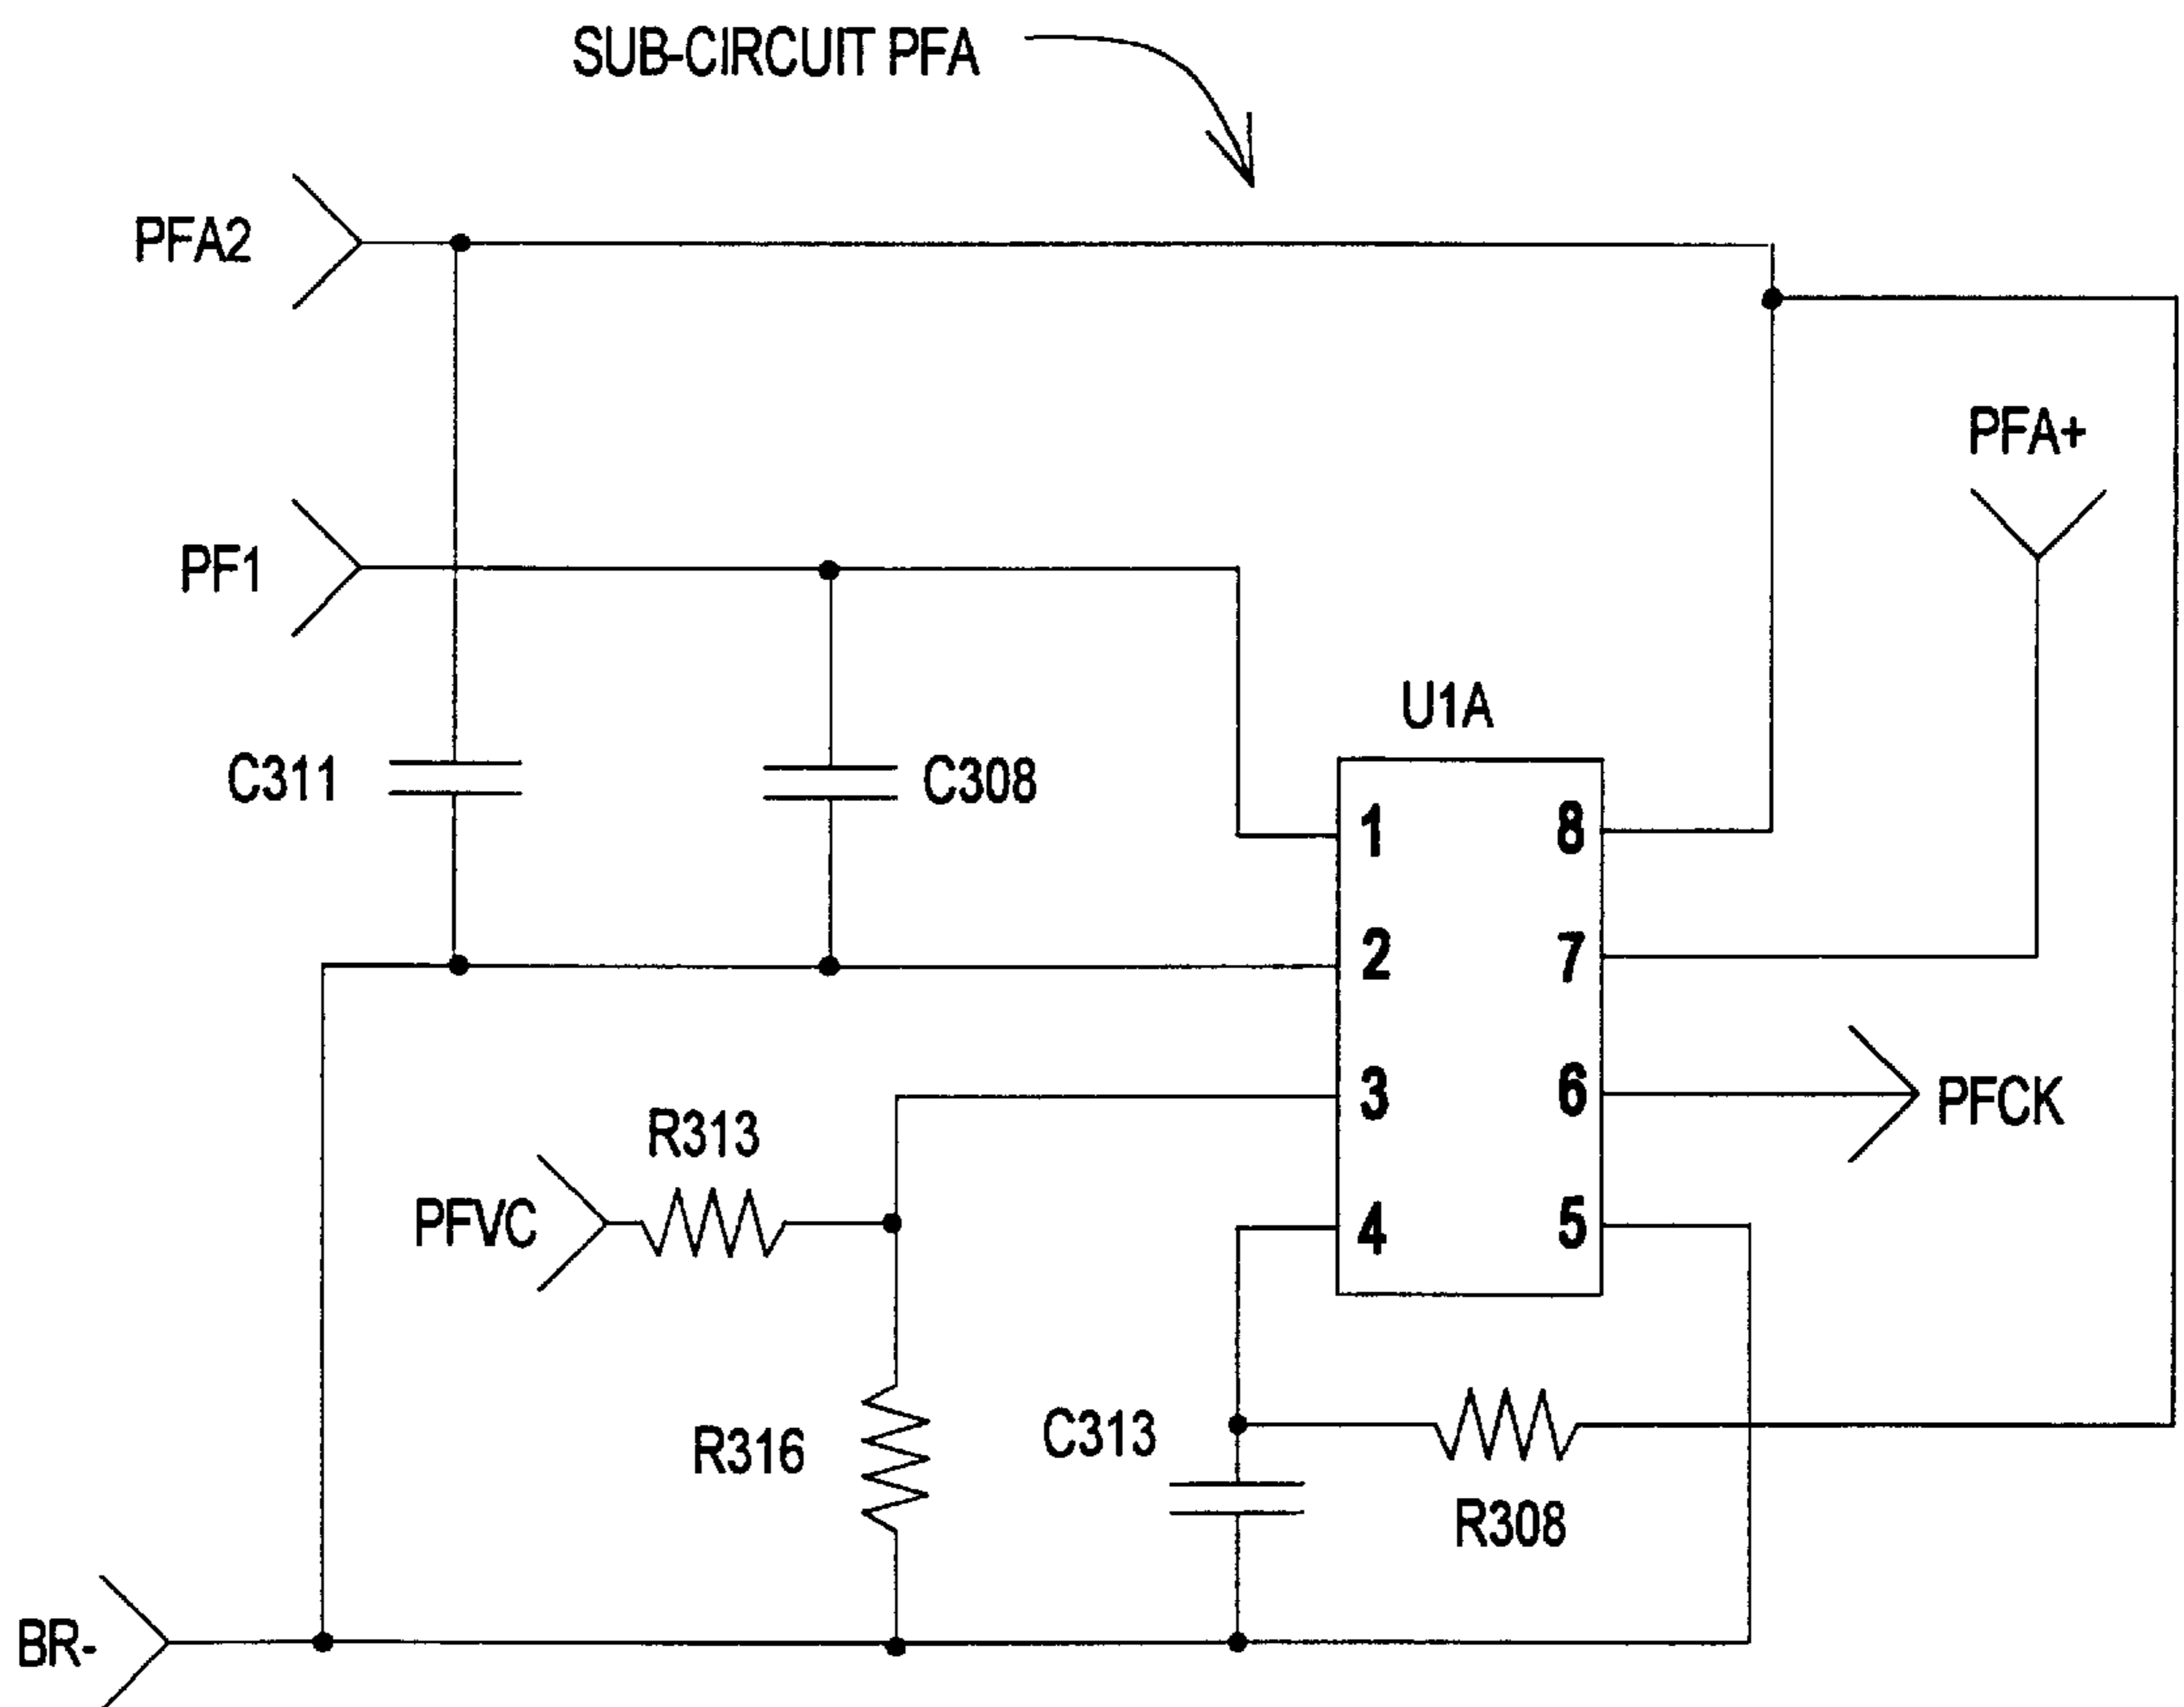 SUB-CIRCUIT PFA
PFA2
PFA+
PF1
U1A
C311
C308
1
8
2
7
3
6
PFCK
R313
PFVC
4
5
R316
C313
R308
BR-